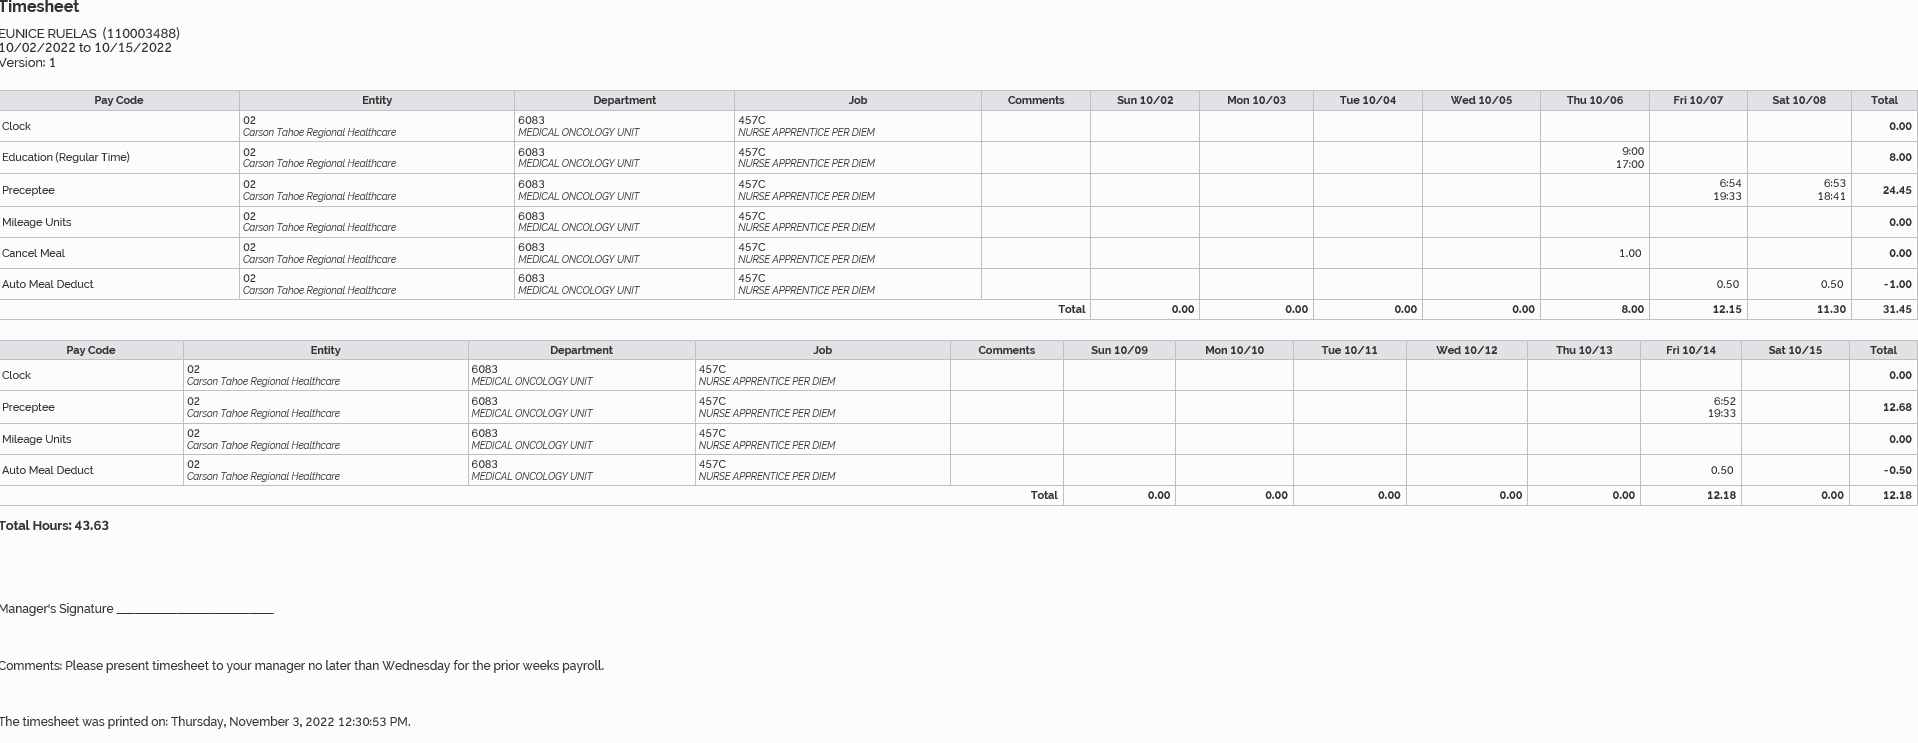 Timesheet
EUNICE RUELAS (110003488)
10/02/2022 to 10/15/2022
Version: 1
Pay Code Entity Department Job Comments Sun 10/02 Mon 10/03 Tue 10/04 Wed 10/05 Thu 10/06 Fri 10/07 Sat 10/08 Total
Clock 02 6083 457C 0.00
Carson Tahoe Regional Healthcare MEDICAL ONCOLOGY UNIT NURSE APPRENTICE PER DIEM
Education (Regular Time) 02 6083 457C 9:00 8.00
Carson Tahoe Regional Healthcare MEDICAL ONCOLOGY UNIT NURSE APPRENTICE PER DIEM 17:00
Preceptee 02 6083 457C 6:54 6:53 24.45
Carson Tahoe Regional Healthcare MEDICAL ONCOLOGY UNIT NURSE APPRENTICE PER DIEM 19:33 18:41
Mileage Units 02 6083 457C 0.00
Carson Tahoe Regional Healthcare MEDICAL ONCOLOGY UNIT NURSE APPRENTICE PER DIEM
Cancel Meal 02 6083 457C 1.00 0.00
Carson Tahoe Regional Healthcare MEDICAL ONCOLOGY UNIT NURSE APPRENTICE PER DIEM
Auto Meal Deduct 02 6083 457C 0.50 0.50 -1.00
Carson Tahoe Regional Healthcare MEDICAL ONCOLOGY UNIT NURSE APPRENTICE PER DIEM
Total 0.00 0.00 0.00 0.00 8.00 12.15 11.30 31.45
Pay Code Entity Department Job Comments Sun 10/09 Mon 10/10 Tue 10/11 Wed 10/12 Thu 10/13 Fri 10/14 Sat 10/15 Total
Clock 02 6083 457C 0.00
Carson Tahoe Regional Healthcare MEDICAL ONCOLOGY UNIT NURSE APPRENTICE PER DIEM
Preceptee 02 6083 457C 6:52 12.68
Carson Tahoe Regional Healthcare MEDICAL ONCOLOGY UNIT NURSE APPRENTICE PER DIEM 19:33
Mileage Units 02 6083 457C 0.00
Carson Tahoe Regional Healthcare MEDICAL ONCOLOGY UNIT NURSE APPRENTICE PER DIEM
Auto Meal Deduct 02 6083 457C 0.50 -0.50
Carson Tahoe Regional Healthcare MEDICAL ONCOLOGY UNIT NURSE APPRENTICE PER DIEM
Total 0.00 0.00 0.00 0.00 0.00 12.18 0.00 12.18
Total Hours: 43.63
Manager's Signature ________________________
Comments: Please present timesheet to your manager no later than Wednesday for the prior weeks payroll.
The timesheet was printed on: Thursday, November 3, 2022 12:30:53 PM.